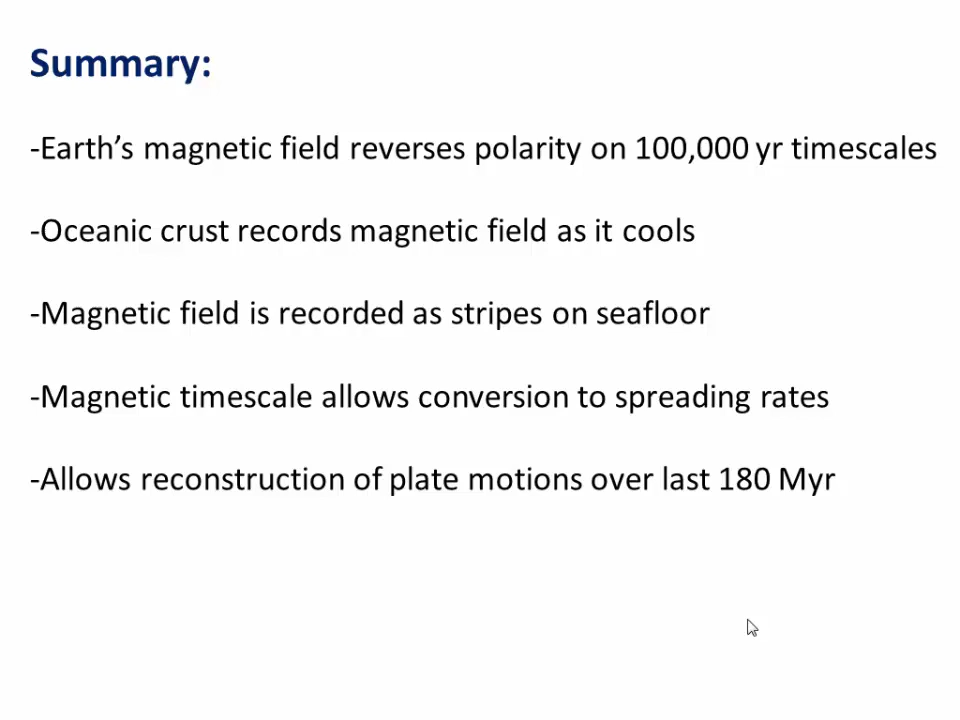 Summary:
-Earth’s magnetic field reverses polarity on 100,000 yr timescales
-Oceanic crust records magnetic field as it cools
-Magnetic field is recorded as stripes on seafloor
-Magnetic timescale allows conversion to spreading rates
-Allows reconstruction of plate motions over last 180 Myr